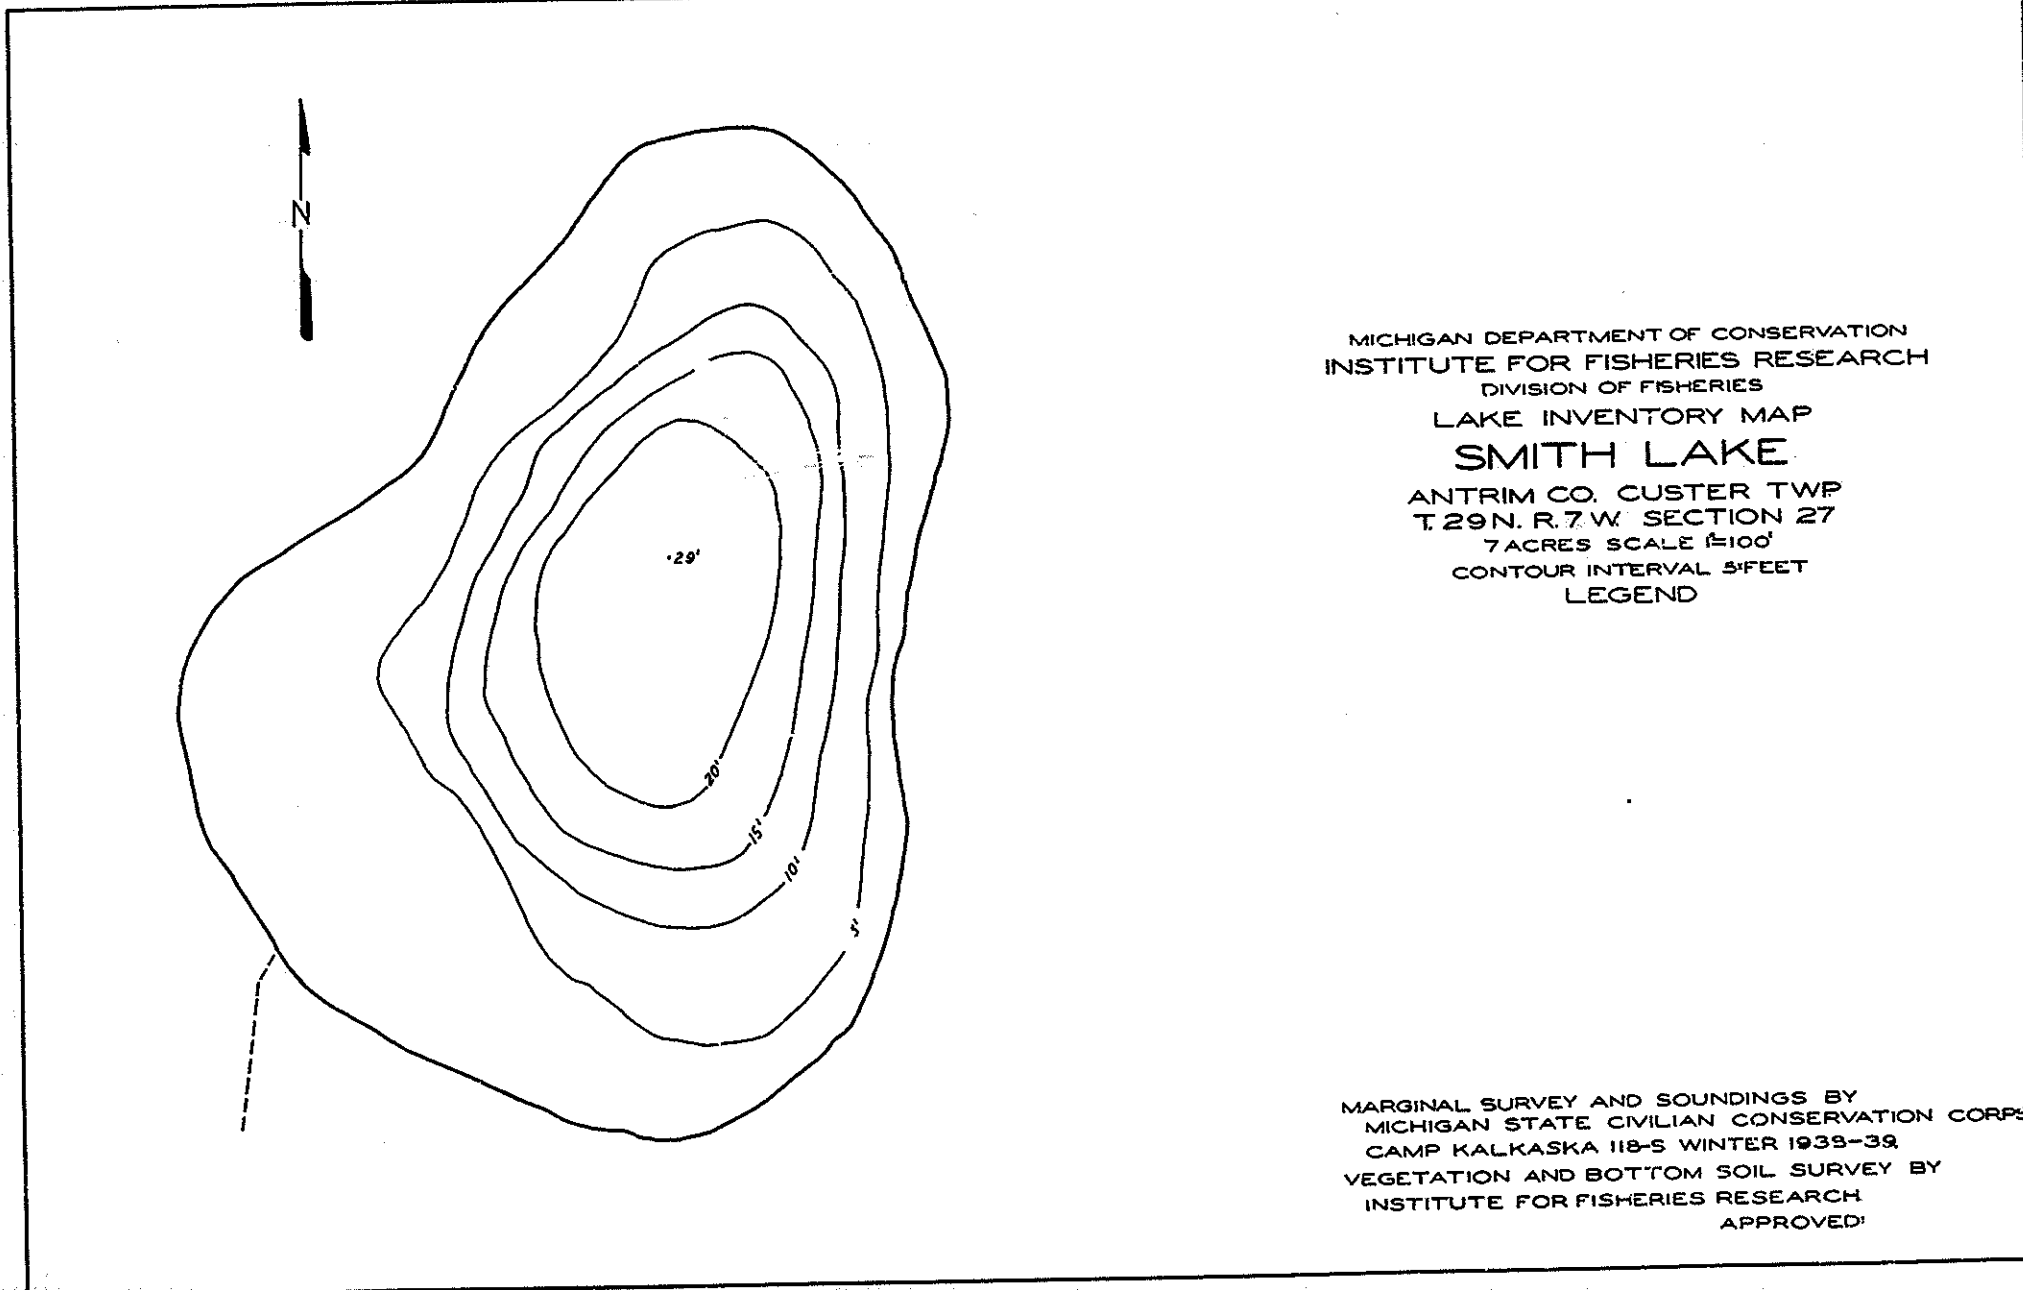 N
MICHIGAN DEPARTMENT OF CONSERVATION
INSTITUTE FOR FISHERIES RESEARCH
DIVISION OF FISHERIES
LAKE INVENTORY MAP
SMITH LAKE
ANTRIM CO. CUSTER TWP.
T. 29 N. R. 7 W. SECTION 27
7 ACRES SCALE 1"=100'
CONTOUR INTERVAL 5 FEET
LEGEND
•29'
20'
15'
10'
5'
MARGINAL SURVEY AND SOUNDINGS BY
MICHIGAN STATE CIVILIAN CONSERVATION CORPS
CAMP KALKASKA 118-S WINTER
VEGETATION AND BOTTOM SOIL SURVEY BY
INSTITUTE FOR FISHERIES RESEARCH
APPROVED: